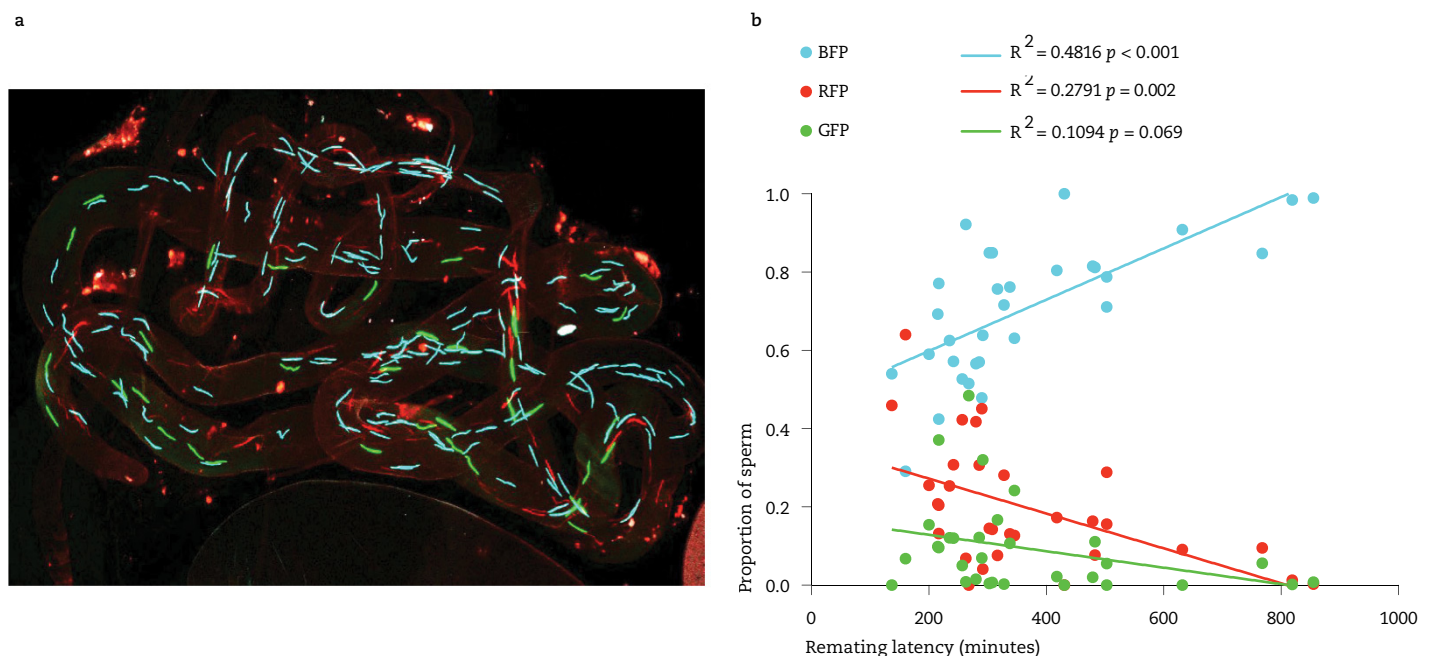 a
b
BFP
R2 = 0.4816 p < 0.001
RFP
R2 = 0.2791 p = 0.002
GFP
R2 = 0.1094 p = 0.069
1.0
0.8
0.6
0.4
0.2
0.0
Proportion of sperm
0 200 400 600 800 1000
Remating latency (minutes)